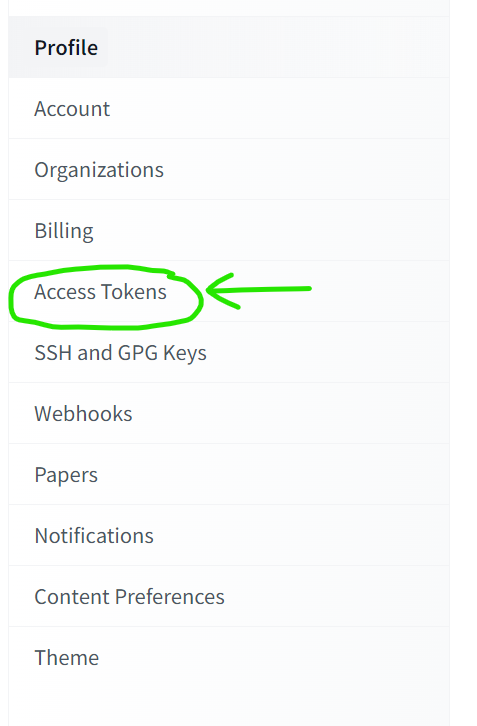 Profile
Account
Organizations
Billing
Access Tokens
SSH and GPG Keys
Webhooks
Papers
Notifications
Content Preferences
Theme